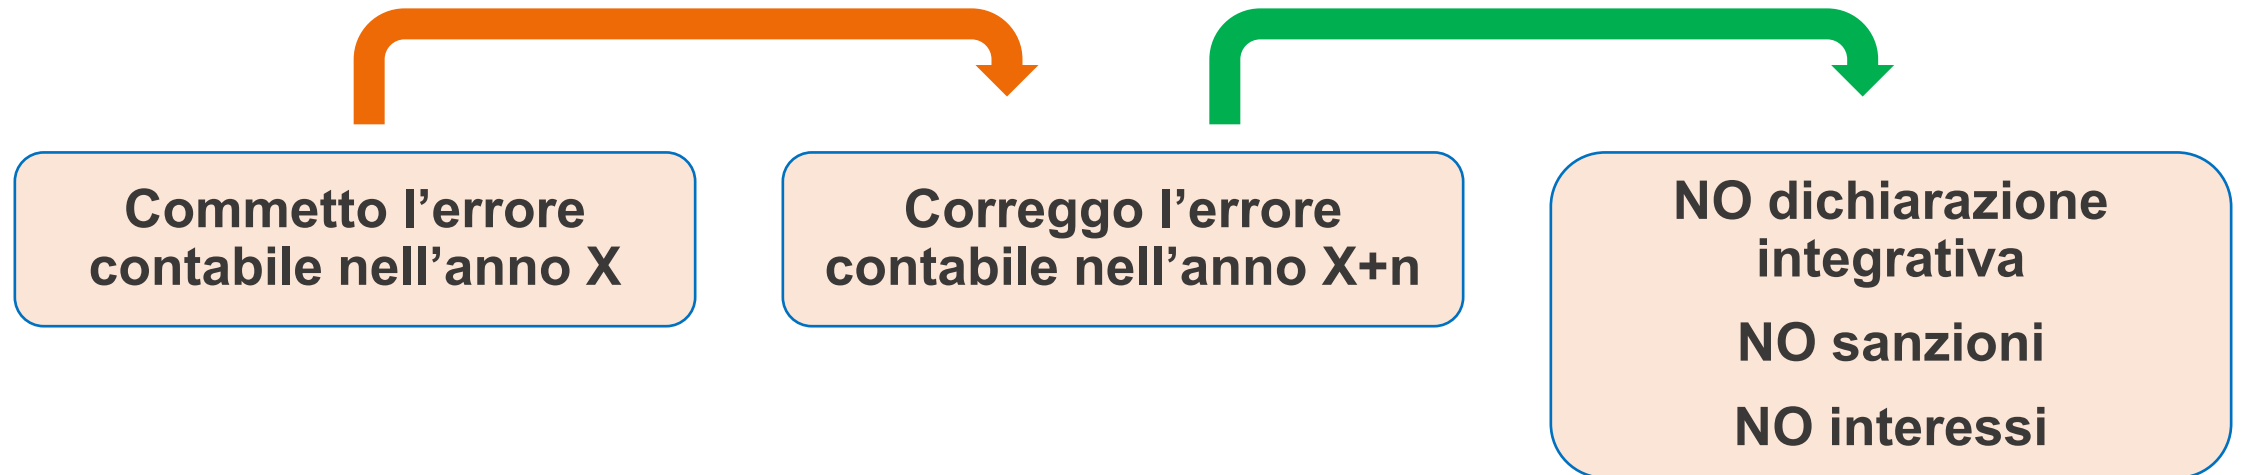 Commetto l’errore
contabile nell’anno X
Correggo l’errore
contabile nell’anno X+n
NO dichiarazione
integrativa
NO sanzioni
NO interessi